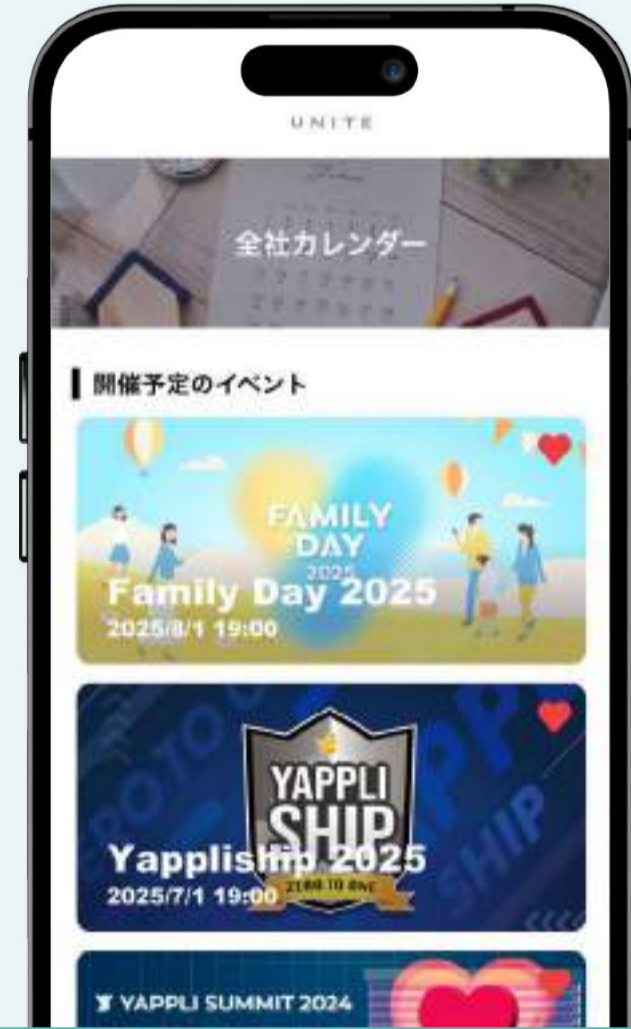 UNITE
全社カレンダー
開催予定のイベント
FAMILY
DAY
2025
Family Day 2025
2025/8/1 19:00
YAPPLI
SHIP
Yappliship 2025
2025/7/1 19:00
ZERO TO ONE
YAPPLI SUMMIT 2024